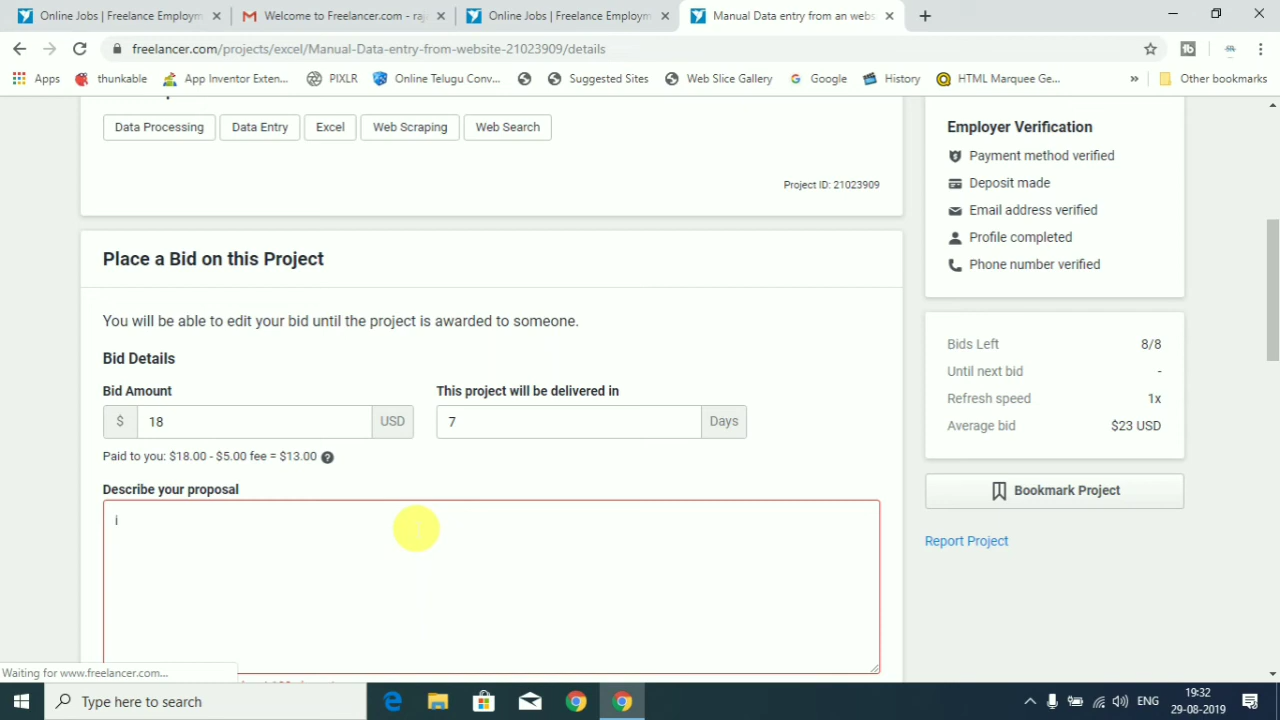 Online Jobs | Freelance Employm
Welcome to Freelancer.com - raj
Online Jobs | Freelance Employm
Manual Data entry from an webs
freelancer.com/projects/excel/Manual-Data-entry-from-website-21023909/details
Apps
thunkable
App Inventor Exten...
PIXLR
Online Telugu Conv...
Suggested Sites
Web Slice Gallery
Google
History
HTML Marquee Ge...
»
Other bookmarks
Data Processing
Data Entry
Excel
Web Scraping
Web Search
Project ID: 21023909
Place a Bid on this Project
You will be able to edit your bid until the project is awarded to someone.
Bid Details
Bid Amount
This project will be delivered in
$ 18 USD
7 Days
Paid to you: $18.00 - $5.00 fee = $13.00 ?
Describe your proposal
i
Employer Verification
Payment method verified
Deposit made
Email address verified
Profile completed
Phone number verified
Bids Left 8/8
Until next bid -
Refresh speed 1x
Average bid $23 USD
Bookmark Project
Report Project
Waiting for www.freelancer.com...
Type here to search
ENG
19:32
29-08-2019